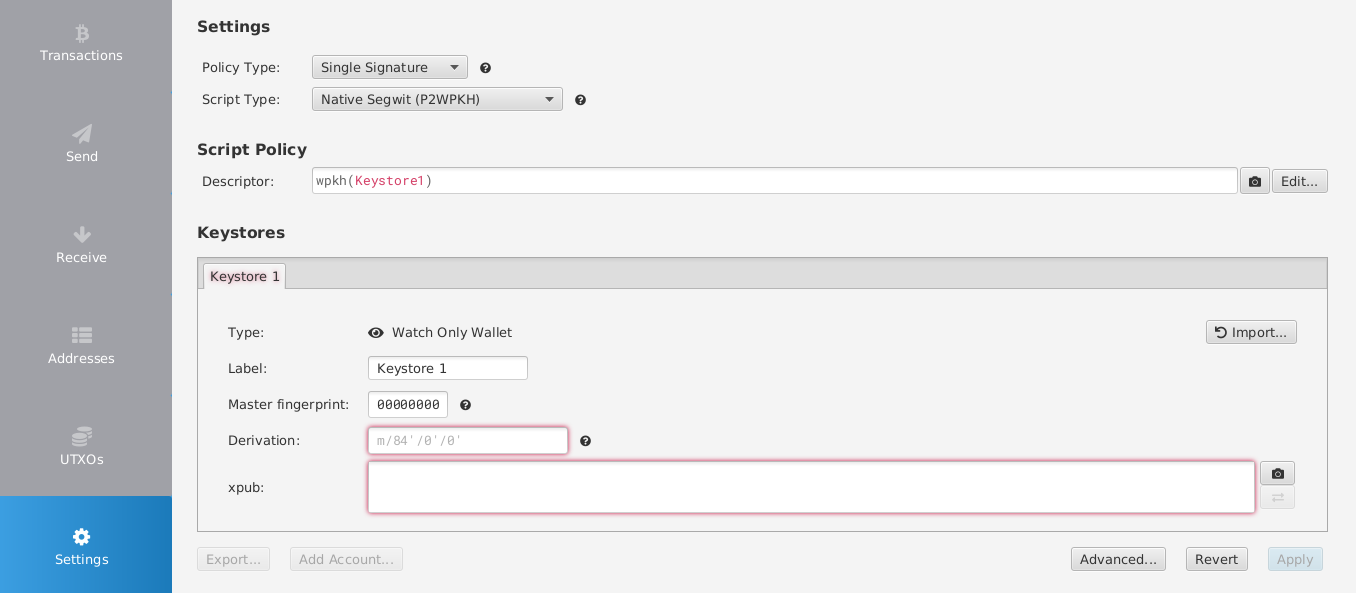 Transactions
Send
Receive
Addresses
UTXOs
Settings
Settings
Policy Type: Single Signature
Script Type: Native Segwit (P2WPKH)
Script Policy
Descriptor: wpkh(Keystore1) Edit...
Keystores
Keystore 1
Type: Watch Only Wallet Import...
Label: Keystore 1
Master fingerprint: 00000000
Derivation: m/84'/0'/0'
xpub:
Export... Add Account... Advanced... Revert Apply